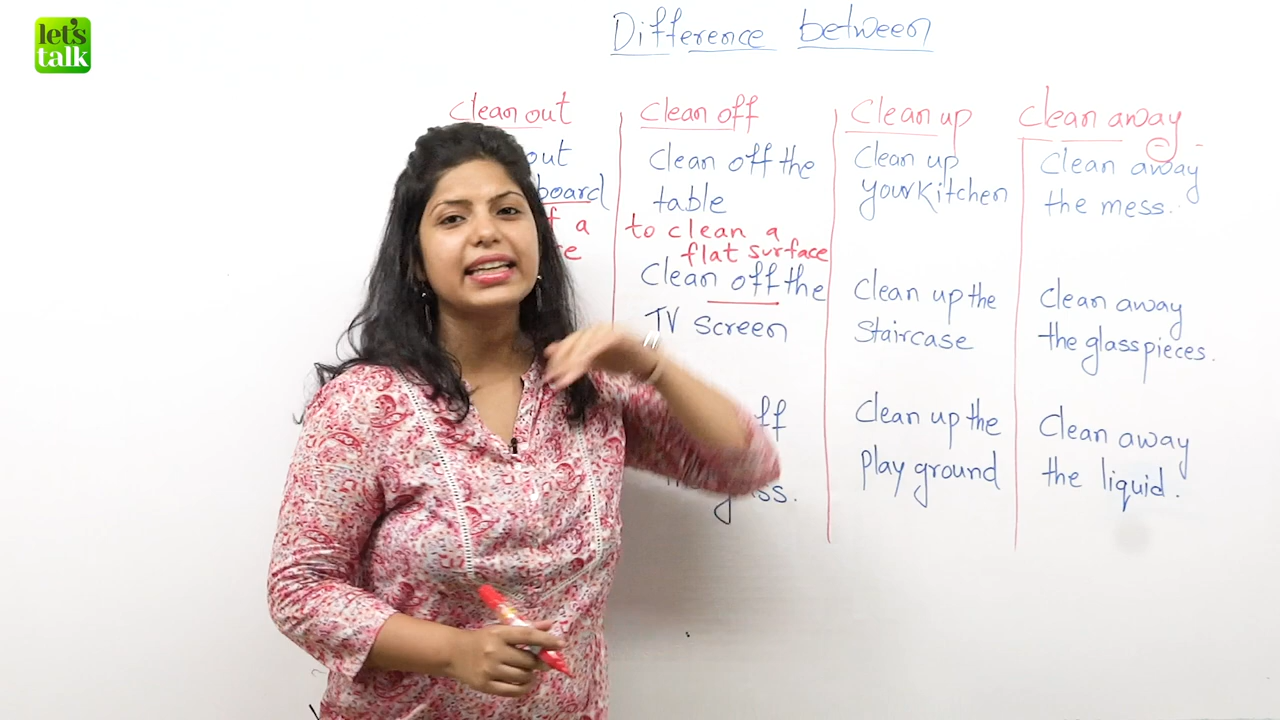 let's
talk
Difference between
Clean out
out
board
a
Clean off
Clean off the
table
to clean a
flat surface
Clean off the
TV screen
Clean up
Clean up
your kitchen
Clean up the
staircase
Clean up the
play ground
Clean away
Clean away
the mess.
Clean away
the glass pieces.
Clean away
the liquid.